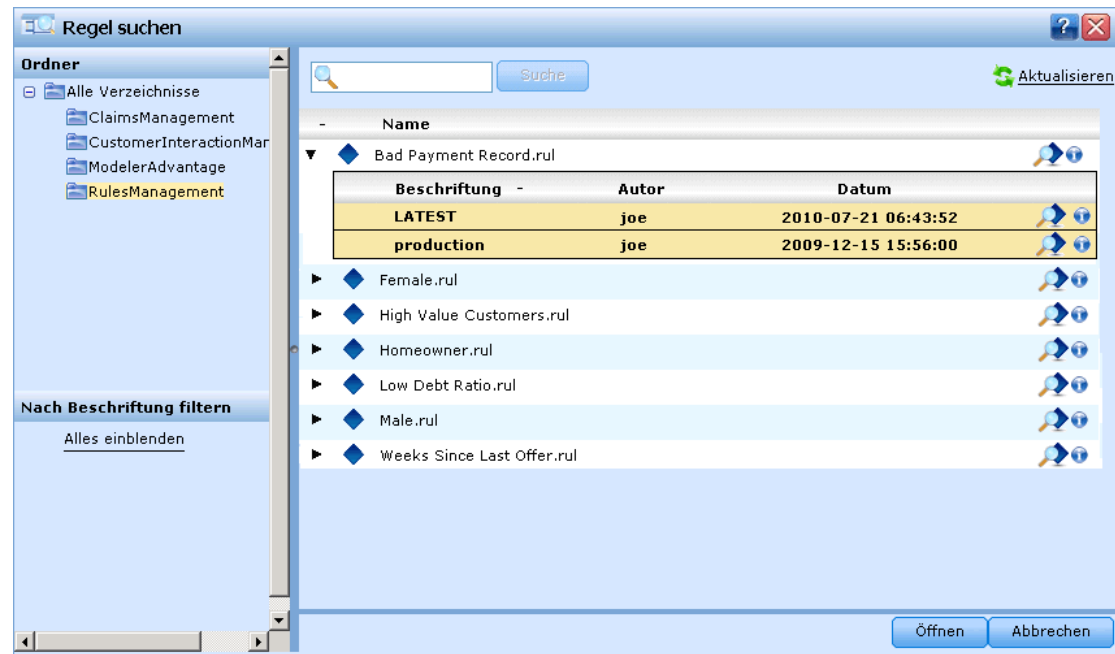 Regel suchen
Ordner
Alle Verzeichnisse
ClaimsManagement
CustomerInteractionMar
ModelerAdvantage
RulesManagement
Nach Beschriftung filtern
Alles einblenden
Suche
Aktualisieren
- Name
Bad Payment Record.rul
Beschriftung - Autor Datum
LATEST joe 2010-07-21 06:43:52
production joe 2009-12-15 15:56:00
Female.rul
High Value Customers.rul
Homeowner.rul
Low Debt Ratio.rul
Male.rul
Weeks Since Last Offer.rul
Öffnen Abbrechen